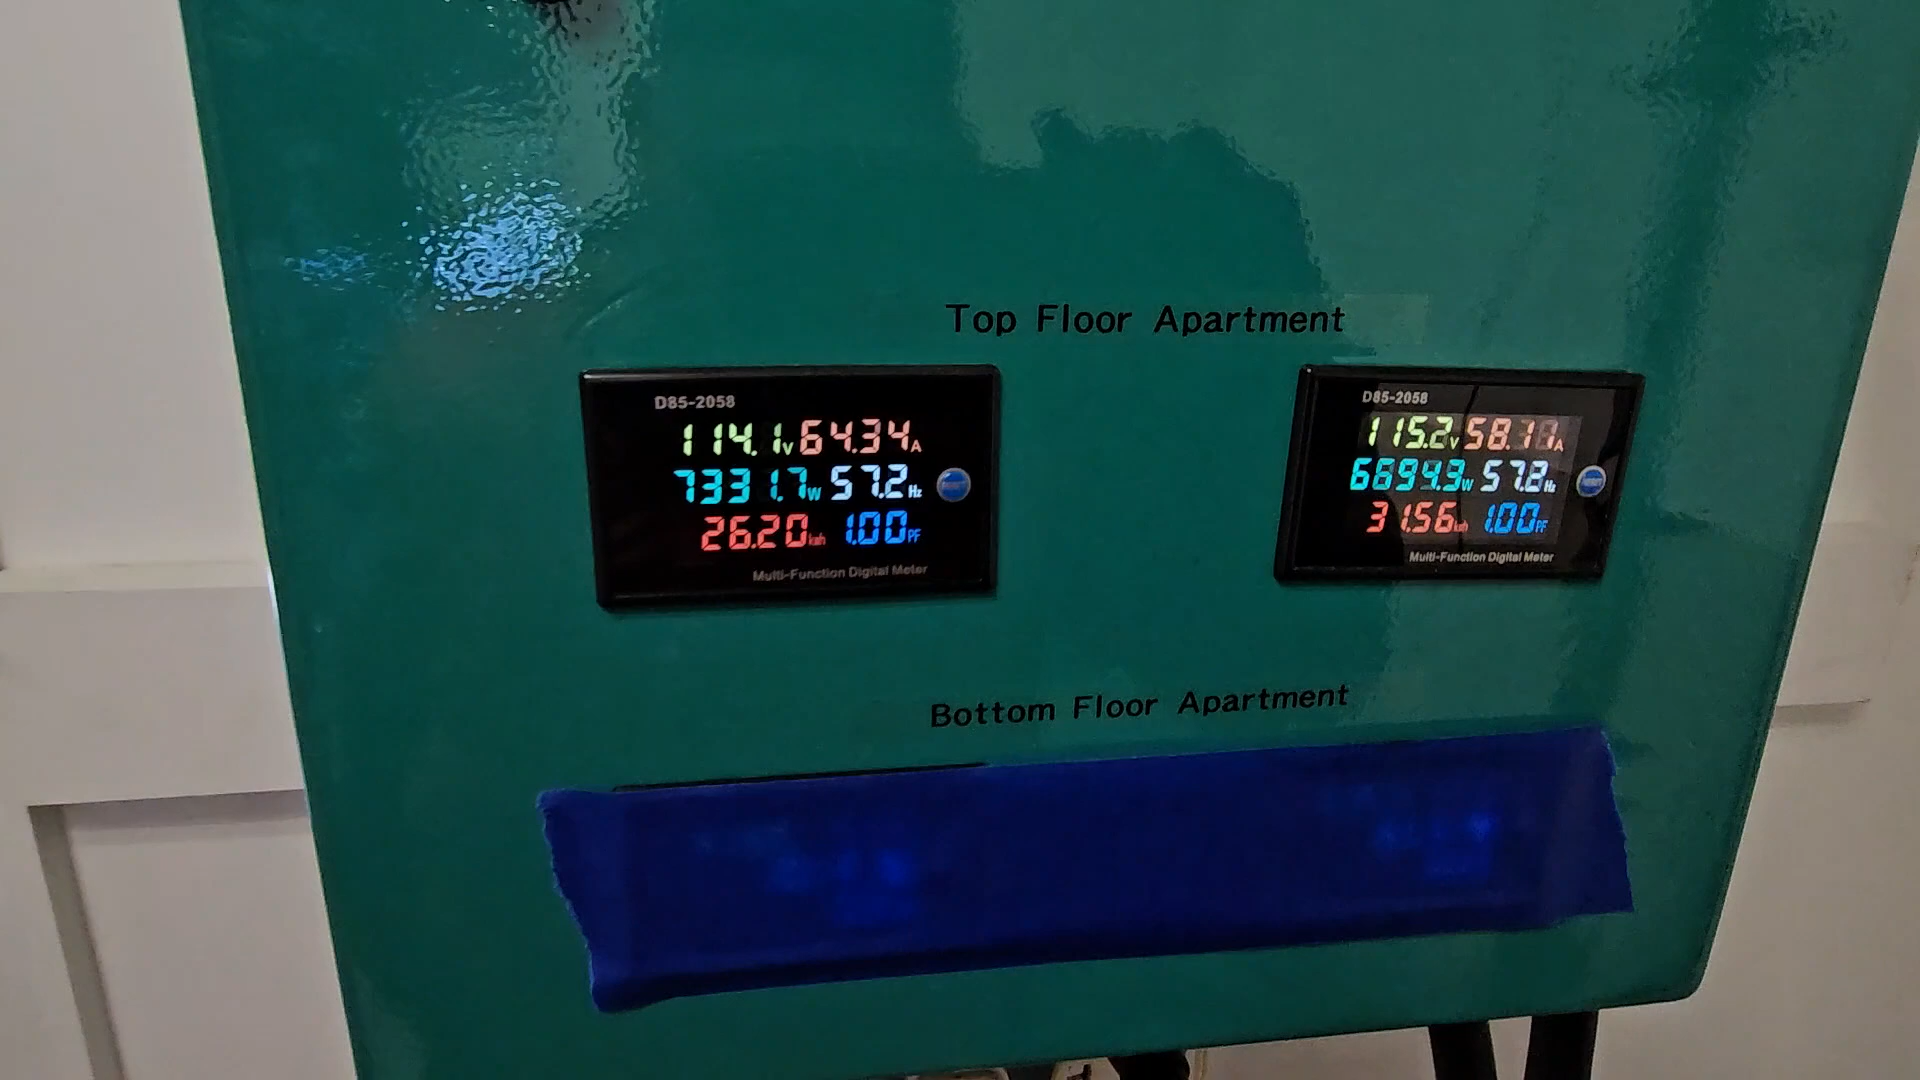 Top Floor Apartment
D85-2058
114.1V 64.34A
7331.7W 57.2Hz
26.20kwh 1.00PF
Multi-Function Digital Meter
D85-2058
115.2V 58.11A
6894.9W 57.8Hz
31.56kwh 1.00PF
Multi-Function Digital Meter
Bottom Floor Apartment